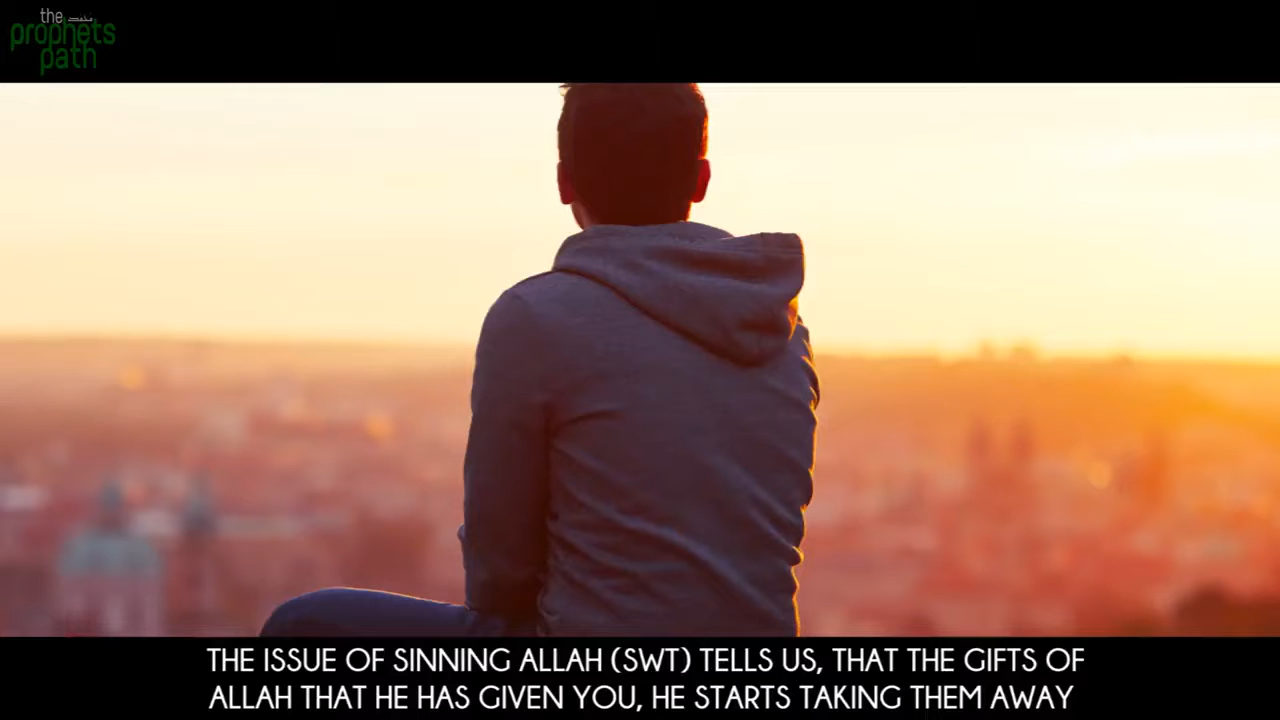 the
prophets
path
THE ISSUE OF SINNING ALLAH (SWT) TELLS US, THAT THE GIFTS OF
ALLAH THAT HE HAS GIVEN YOU, HE STARTS TAKING THEM AWAY